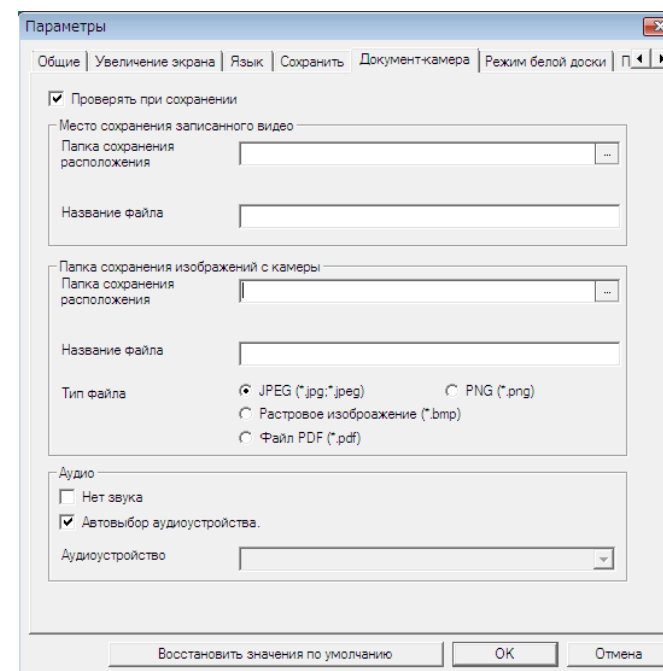 Параметры
Общие Увеличение экрана Язык Сохранить Документ-камера Режим белой доски П
Проверять при сохранении
Место сохранения записанного видео
Папка сохранения
расположения
...
Название файла
Папка сохранения изображений с камеры
Папка сохранения
расположения
...
Название файла
Тип файла
JPEG (*.jpg;*.jpeg) PNG (*.png)
Растровое изоброажение (*.bmp)
Файл PDF (*.pdf)
Аудио
Нет звука
Автовыбор аудиоустройства.
Аудиоустройство
Восстановить значения по умолчанию OK Отмена